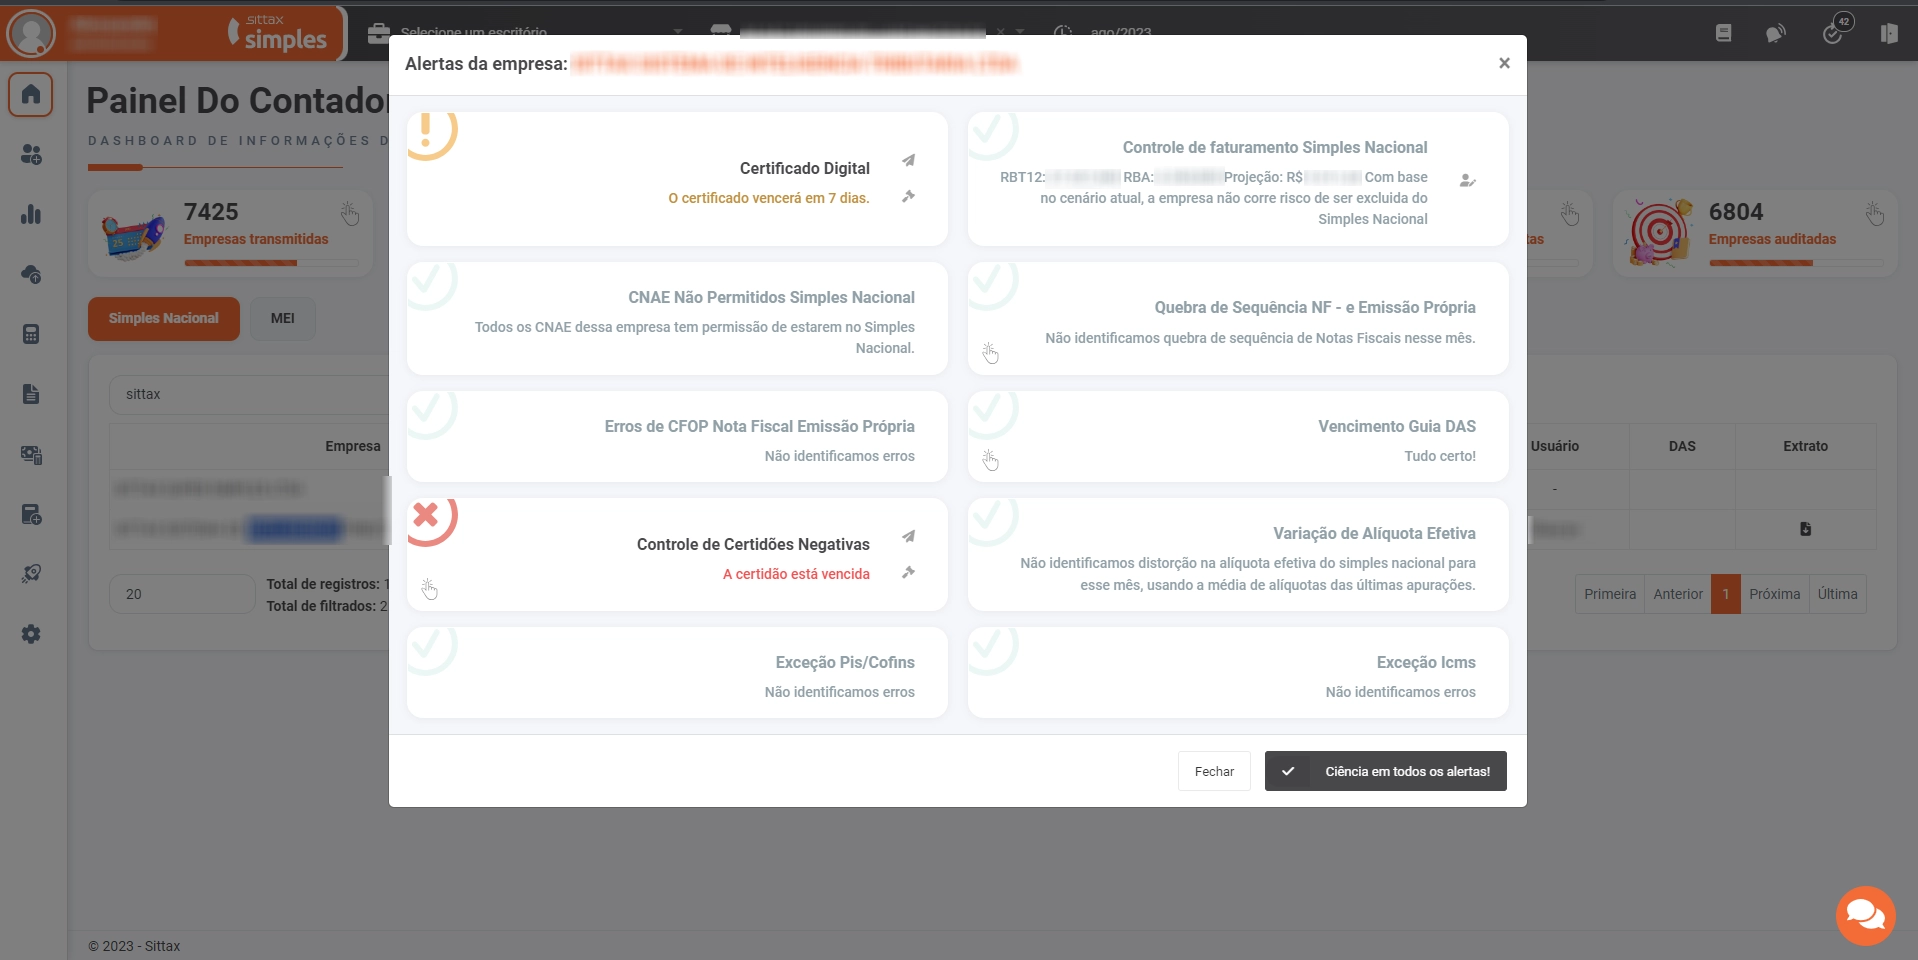 sittax
simples
Selecione um escritório
ago/2023
42
Alertas da empresa:
×
Painel Do Contador
DASHBOARD DE INFORMAÇÕES D
7425
Empresas transmitidas
tas
6804
Empresas auditadas
Simples Nacional
MEI
sittax
Empresa
Usuário
DAS
Extrato
-
20
Total de registros: 1
Total de filtrados: 2
Primeira
Anterior
1
Próxima
Última
Certificado Digital
O certificado vencerá em 7 dias.
Controle de faturamento Simples Nacional
RBT12: RBA: Projeção: R$ Com base
no cenário atual, a empresa não corre risco de ser excluida do
Simples Nacional
CNAE Não Permitidos Simples Nacional
Todos os CNAE dessa empresa tem permissão de estarem no Simples
Nacional.
Quebra de Sequência NF - e Emissão Própria
Não identificamos quebra de sequência de Notas Fiscais nesse mês.
Erros de CFOP Nota Fiscal Emissão Própria
Não identificamos erros
Vencimento Guia DAS
Tudo certo!
Controle de Certidões Negativas
A certidão está vencida
Variação de Alíquota Efetiva
Não identificamos distorção na alíquota efetiva do simples nacional para
esse mês, usando a média de alíquotas das últimas apurações.
Exceção Pis/Cofins
Não identificamos erros
Exceção Icms
Não identificamos erros
Fechar
Ciência em todos os alertas!
© 2023 - Sittax